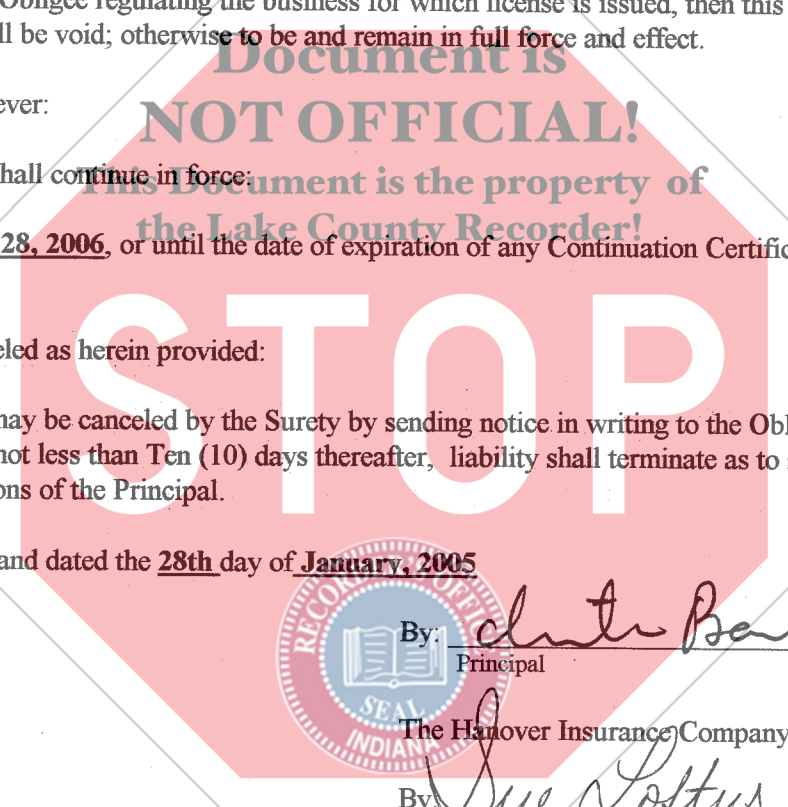 Obligee regulating the business for which license is issued, then this
ll be void; otherwise to be and remain in full force and effect.
Document is
ever:
NOT OFFICIAL!
hall continue in force:
This Document is the property of
the Lake County Recorder!
28, 2006, or until the date of expiration of any Continuation Certific
STOP
eled as herein provided:
may be canceled by the Surety by sending notice in writing to the Obl
not less than Ten (10) days thereafter, liability shall terminate as to
ons of the Principal.
and dated the 28th day of January, 2005
RECORDER'S OFFIC
SEAL
INDIANA
By:
Principal
The Hanover Insurance Company
By: Sue Loftus